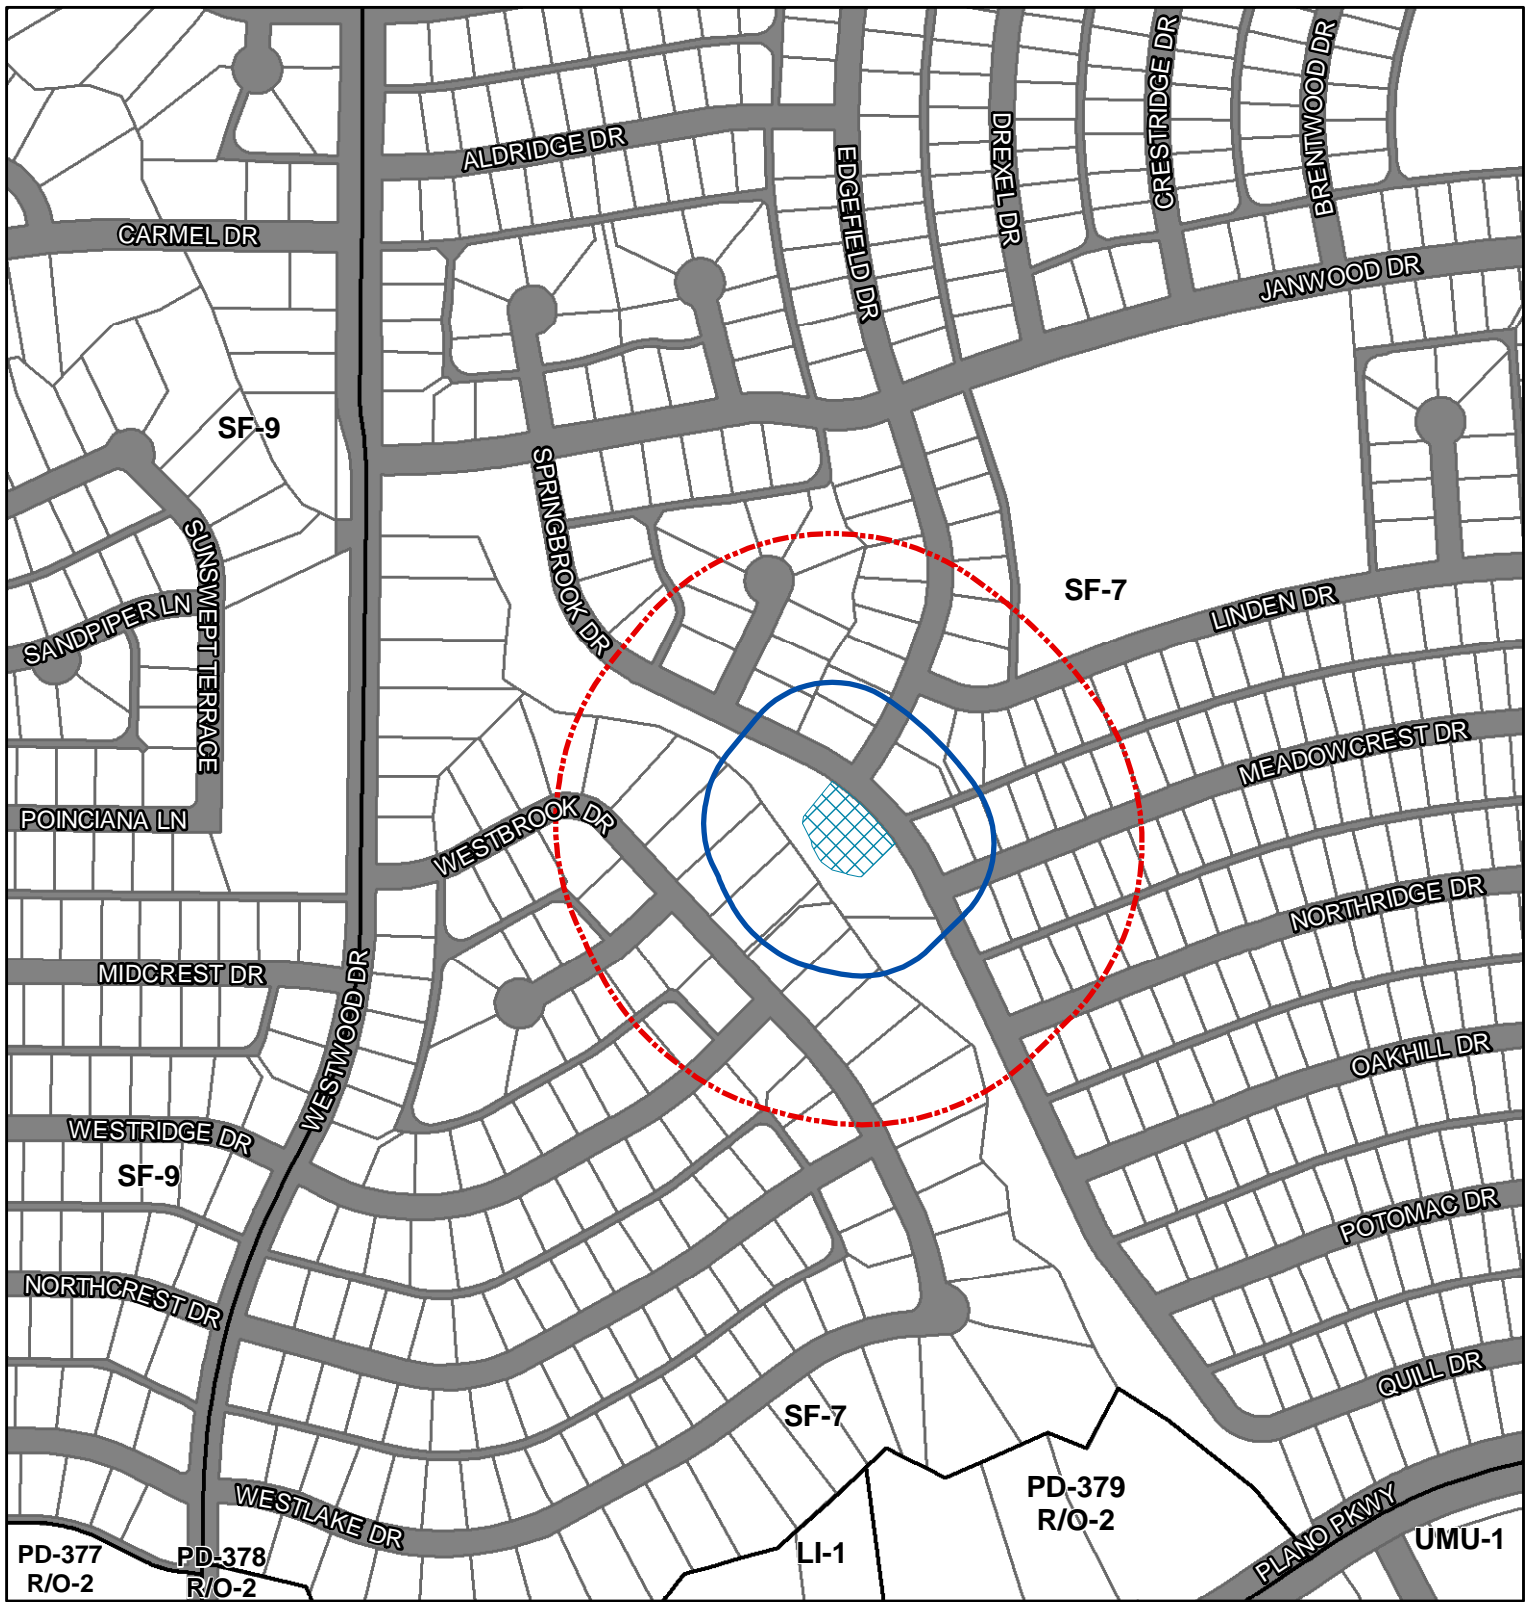 CRESTRIDGE DR
BRENTWOOD DR
ALDRIDGE DR
DREXEL DR
EDGEFIELD DR
CARMEL DR
JANWOOD DR
SF-9
SPRINGBROOK DR
SUNSWEPT TERRACE
SF-7
LINDEN DR
SANDPIPER LN
MEADOWCREST DR
POINCIANA LN
WESTBROOK DR
NORTHRIDGE DR
MIDCREST DR
WESTWOOD DR
OAKHILL DR
WESTRIDGE DR
SF-9
POTOMAC DR
NORTHCREST DR
QUILL DR
SF-7
PD-379
R/O-2
WESTLAKE DR
PLANO PKWY
UMU-1
LI-1
PD-377
R/O-2
PD-378
R/O-2